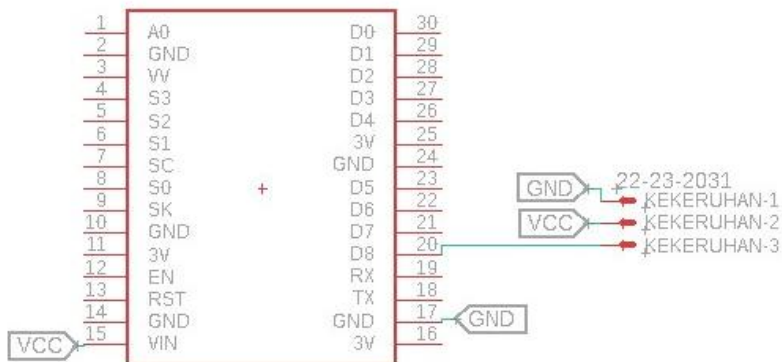 1 A0 D0 30
2 GND D1 29
3 VV D2 28
4 S3 D3 27
5 S2 D4 26
6 S1 3V 25
7 SC GND 24
8 S0 D5 23
9 SK D6 22
10 GND D7 21
11 3V D8 20
12 EN RX 19
13 RST TX 18
14 GND GND 17
15 VIN 3V 16
VCC
GND
GND
VCC
22-23-2031
KEKERUHAN-1
KEKERUHAN-2
KEKERUHAN-3